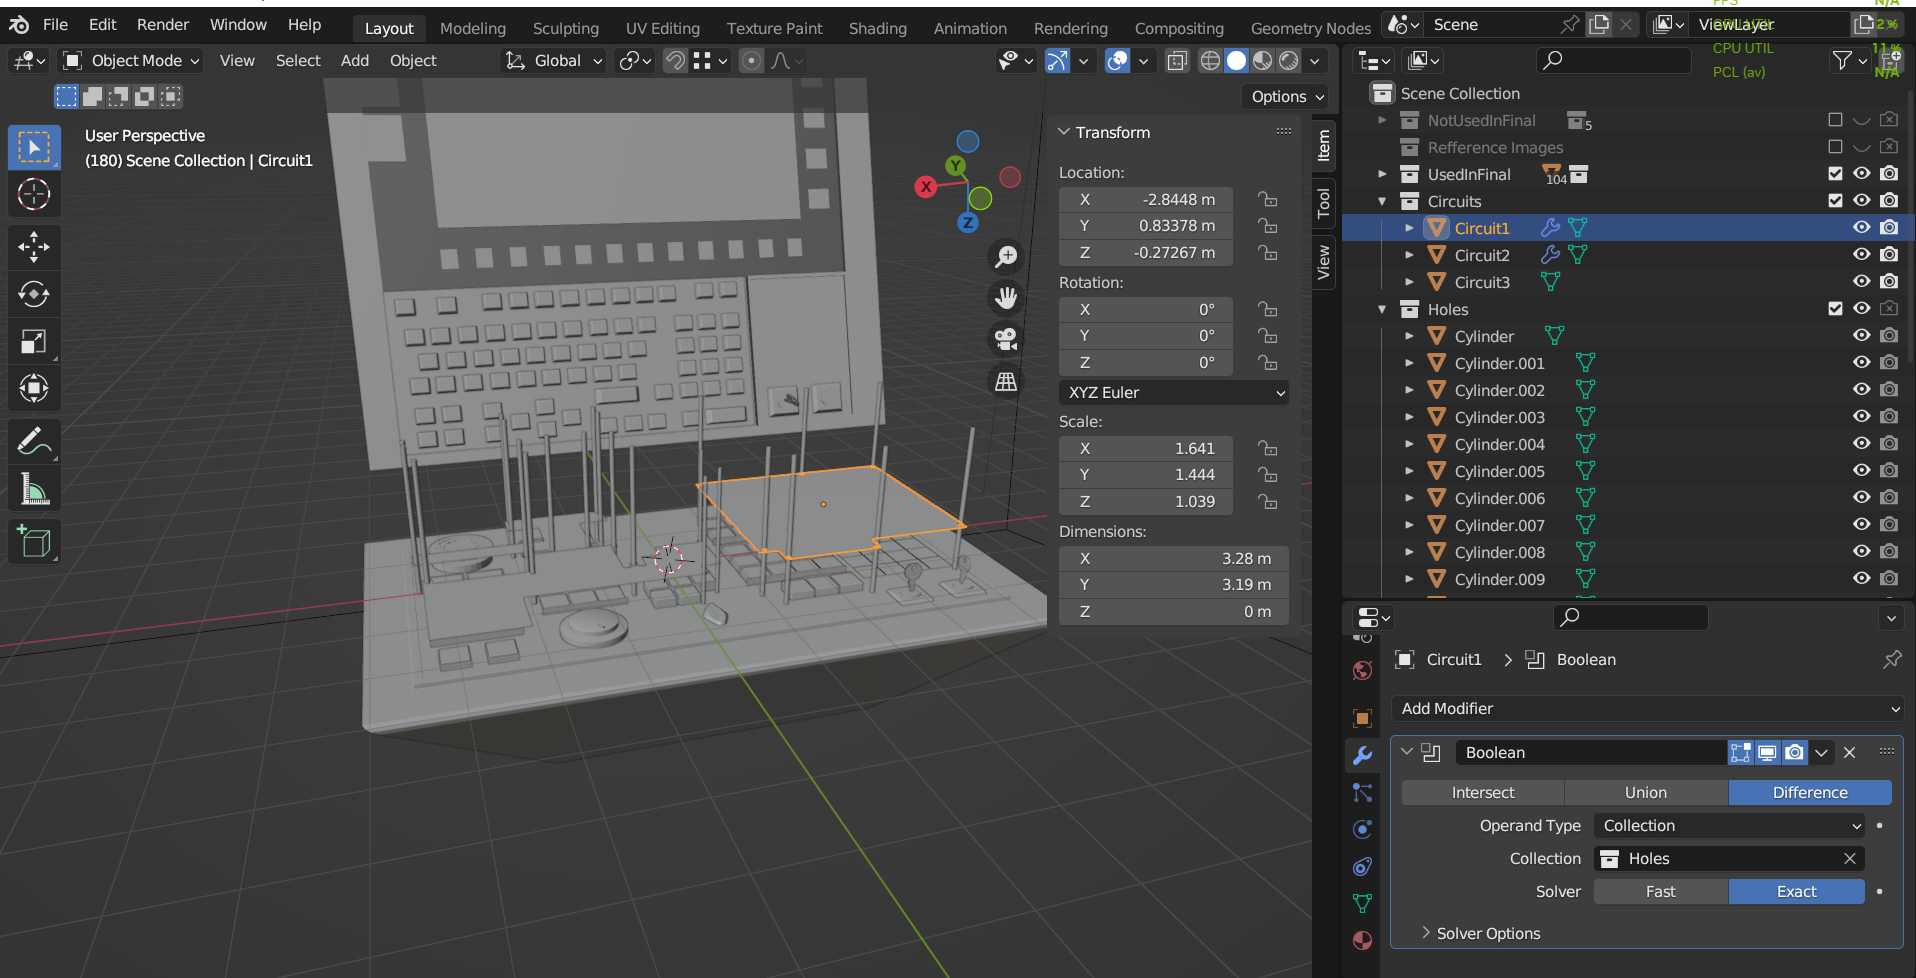 File Edit Render Window Help Layout Modeling Sculpting UV Editing Texture Paint Shading Animation Rendering Compositing Geometry Nodes Scene ViewLayer
FPS N/A
2%
CPU UTIL 11 %
PCL (av) N/A
Object Mode View Select Add Object Global
Options
User Perspective
(180) Scene Collection | Circuit1
X
Y
Z
Transform
Location:
X -2.8448 m
Y 0.83378 m
Z -0.27267 m
Rotation:
X 0°
Y 0°
Z 0°
XYZ Euler
Scale:
X 1.641
Y 1.444
Z 1.039
Dimensions:
X 3.28 m
Y 3.19 m
Z 0 m
Item
Tool
View
Scene Collection
NotUsedInFinal 5
Refference Images
UsedInFinal 104
Circuits
Circuit1
Circuit2
Circuit3
Holes
Cylinder
Cylinder.001
Cylinder.002
Cylinder.003
Cylinder.004
Cylinder.005
Cylinder.006
Cylinder.007
Cylinder.008
Cylinder.009
Circuit1 > Boolean
Add Modifier
Boolean
Intersect Union Difference
Operand Type Collection
Collection Holes
Solver Fast Exact
Solver Options